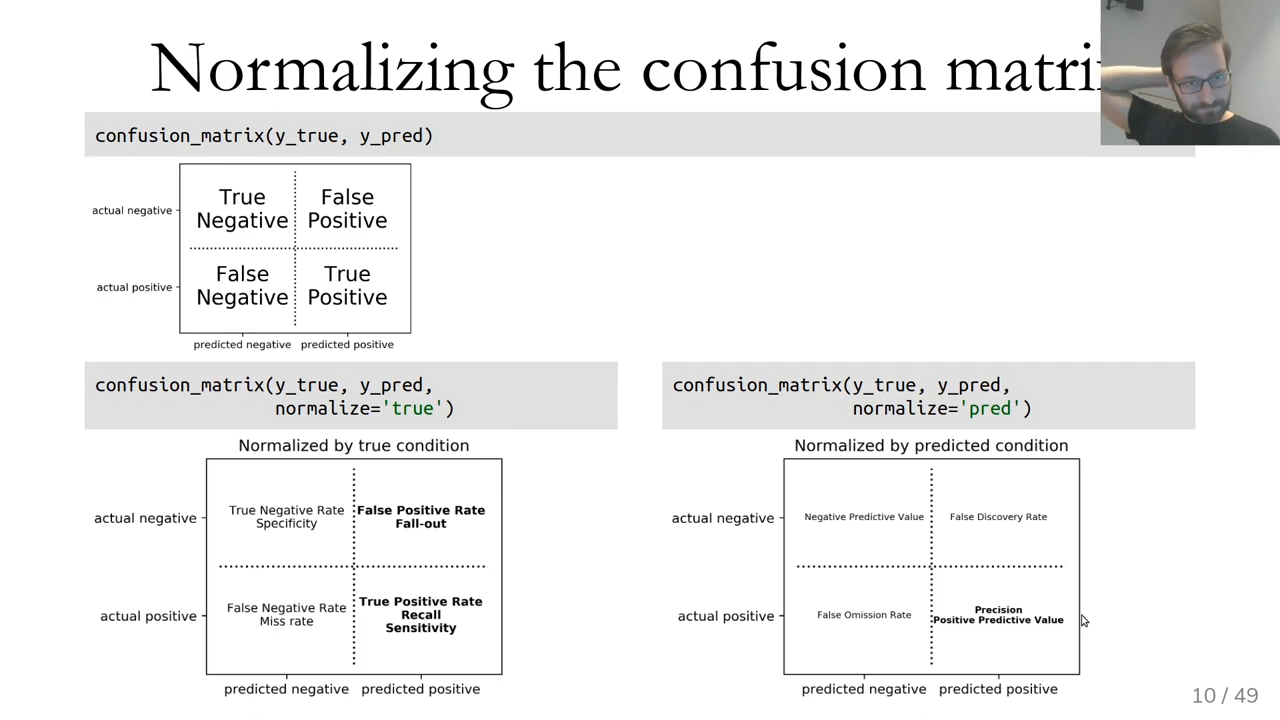 Normalizing the confusion matri
confusion_matrix(y_true, y_pred)
actual negative
True
Negative
False
Positive
actual positive
False
Negative
True
Positive
predicted negative
predicted positive
confusion_matrix(y_true, y_pred,
normalize='true')
Normalized by true condition
actual negative
True Negative Rate
Specificity
False Positive Rate
Fall-out
actual positive
False Negative Rate
Miss rate
True Positive Rate
Recall
Sensitivity
predicted negative
predicted positive
confusion_matrix(y_true, y_pred,
normalize='pred')
Normalized by predicted condition
actual negative
Negative Predictive Value
False Discovery Rate
actual positive
False Omission Rate
Precision
Positive Predictive Value
predicted negative
predicted positive
10 / 49